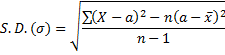 S.D.(σ) = √((∑(X − a)² − n(a − x̄)²)/(n − 1))